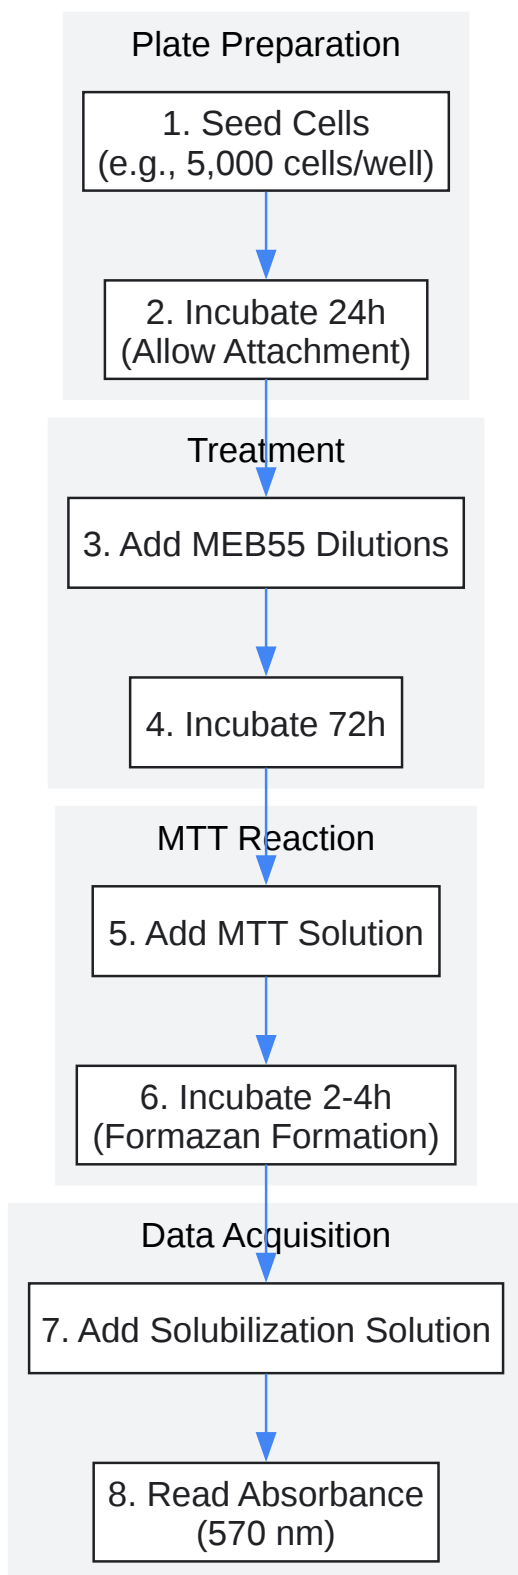 Plate Preparation
1. Seed Cells
(e.g., 5,000 cells/well)
2. Incubate 24h
(Allow Attachment)
Treatment
3. Add MEB55 Dilutions
4. Incubate 72h
MTT Reaction
5. Add MTT Solution
6. Incubate 2-4h
(Formazan Formation)
Data Acquisition
7. Add Solubilization Solution
8. Read Absorbance
(570 nm)